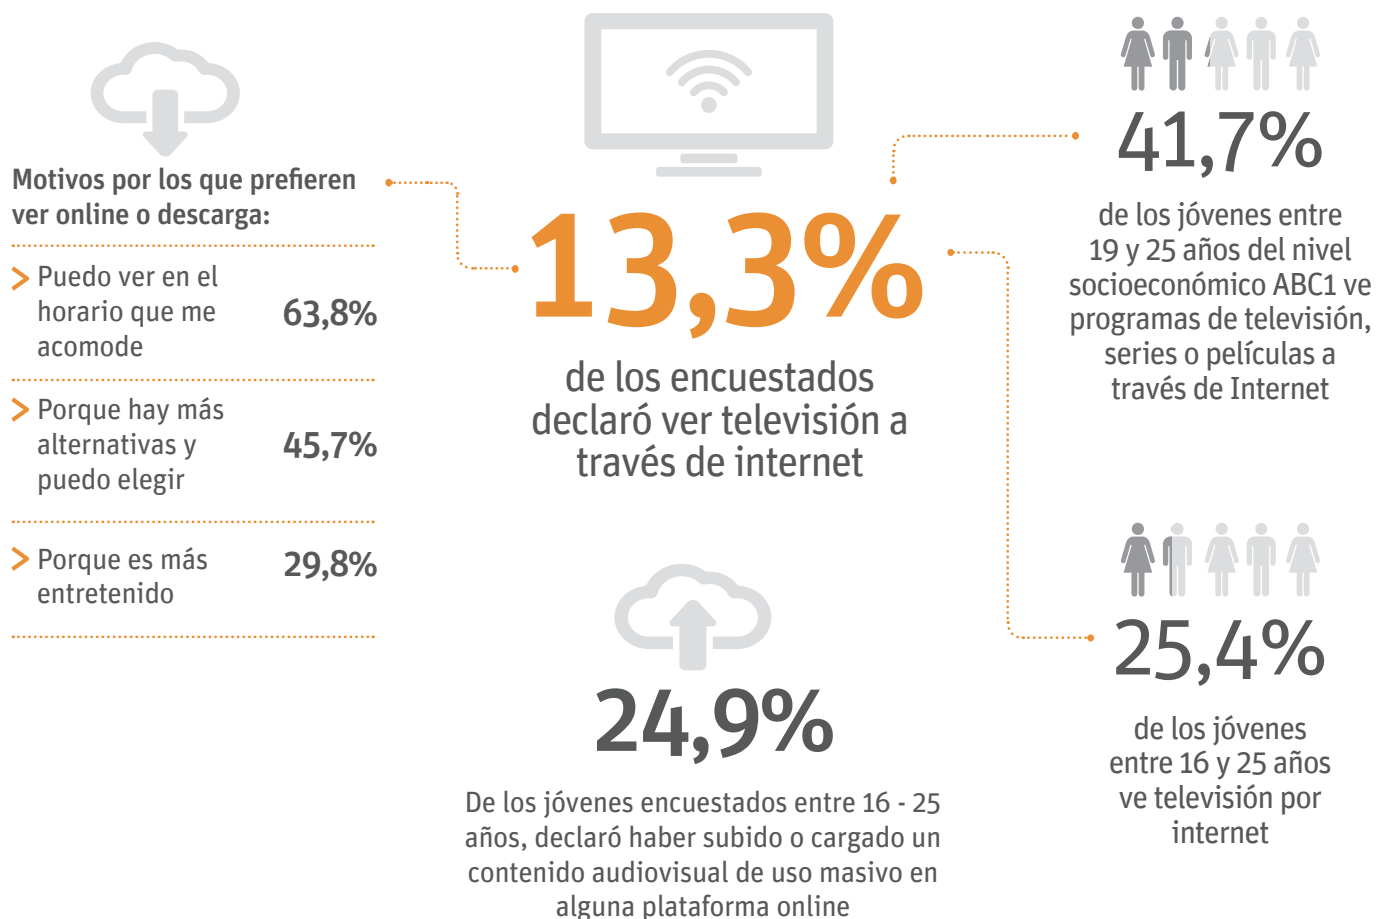 Motivos por los que prefieren
ver online o descarga:
> Puedo ver en el
horario que me
acomode
63,8%
> Porque hay más
alternativas y
puedo elegir
45,7%
> Porque es más
entretenido
29,8%
13,3%
de los encuestados
declaró ver televisión a
través de internet
24,9%
De los jóvenes encuestados entre 16 - 25
años, declaró haber subido o cargado un
contenido audiovisual de uso masivo en
alguna plataforma online
41,7%
de los jóvenes entre
19 y 25 años del nivel
socioeconómico ABC1 ve
programas de televisión,
series o películas a
través de Internet
25,4%
de los jóvenes
entre 16 y 25 años
ve televisión por
internet